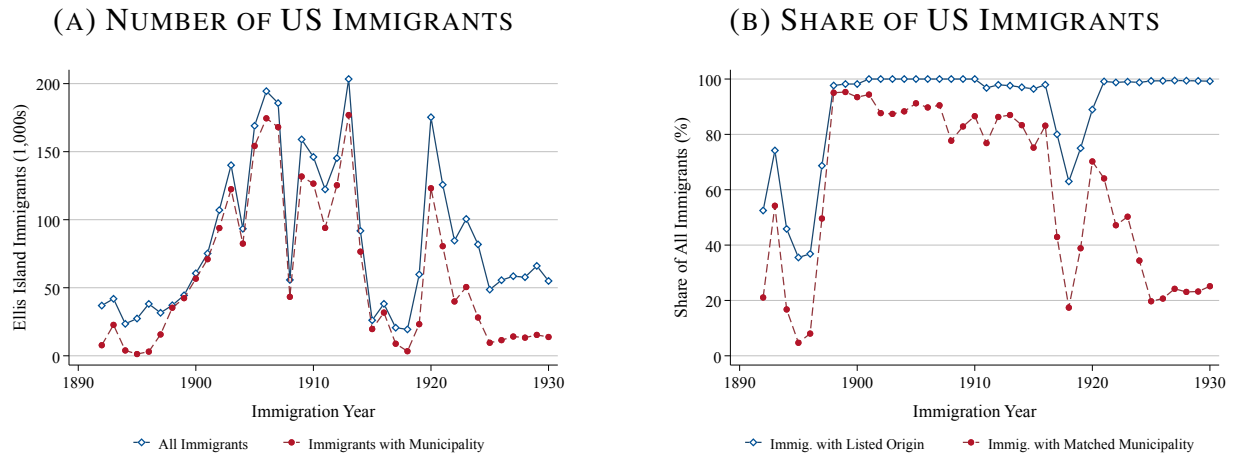 (A) NUMBER OF US IMMIGRANTS
Ellis Island Immigrants (1,000s)
200
150
100
50
0
1890 1900 1910 1920 1930
Immigration Year
All Immigrants Immigrants with Municipality
(B) SHARE OF US IMMIGRANTS
Share of All Immigrants (%)
100
80
60
40
20
0
1890 1900 1910 1920 1930
Immigration Year
Immig. with Listed Origin Immig. with Matched Municipality